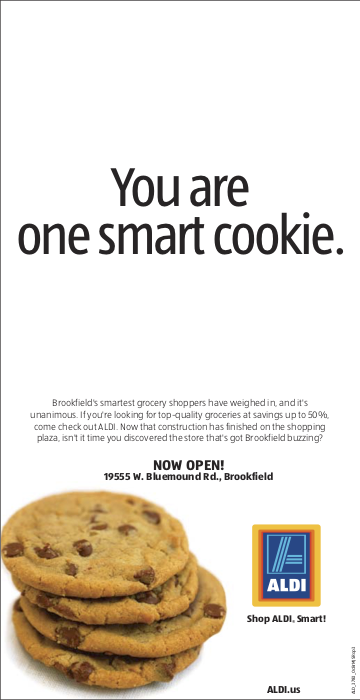 You are
one smart cookie.
Brookfield's smartest grocery shoppers have weighed in, and it's
unanimous. If you're looking for top-quality groceries at savings up to 50%,
come check out ALDI. Now that construction has finished on the shopping
plaza, isn't it time you discovered the store that's got Brookfield buzzing?
NOW OPEN!
19555 W. Bluemound Rd., Brookfield
ALDI
Shop ALDI, Smart!
ALDI.us